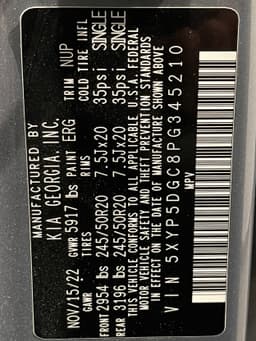 MANUFACTURED BY
KIA GEORGIA, INC.
NOV/15/22 GVWR 5917 lbs PAINT ERG TRIM NUP
GAWR TIRES RIMS COLD TIRE INFL
FRONT 2954 lbs 245/50R20 7.5Jx20 35psi SINGLE
REAR 3196 lbs 245/50R20 7.5Jx20 35psi SINGLE
THIS VEHICLE CONFORMS TO ALL APPLICABLE U.S.A. FEDERAL
MOTOR VEHICLE SAFETY AND THEFT PREVENTION STANDARDS
IN EFFECT ON THE DATE OF MANUFACTURE SHOWN ABOVE.
MPV
VIN 5XYP5DGC8PG345210